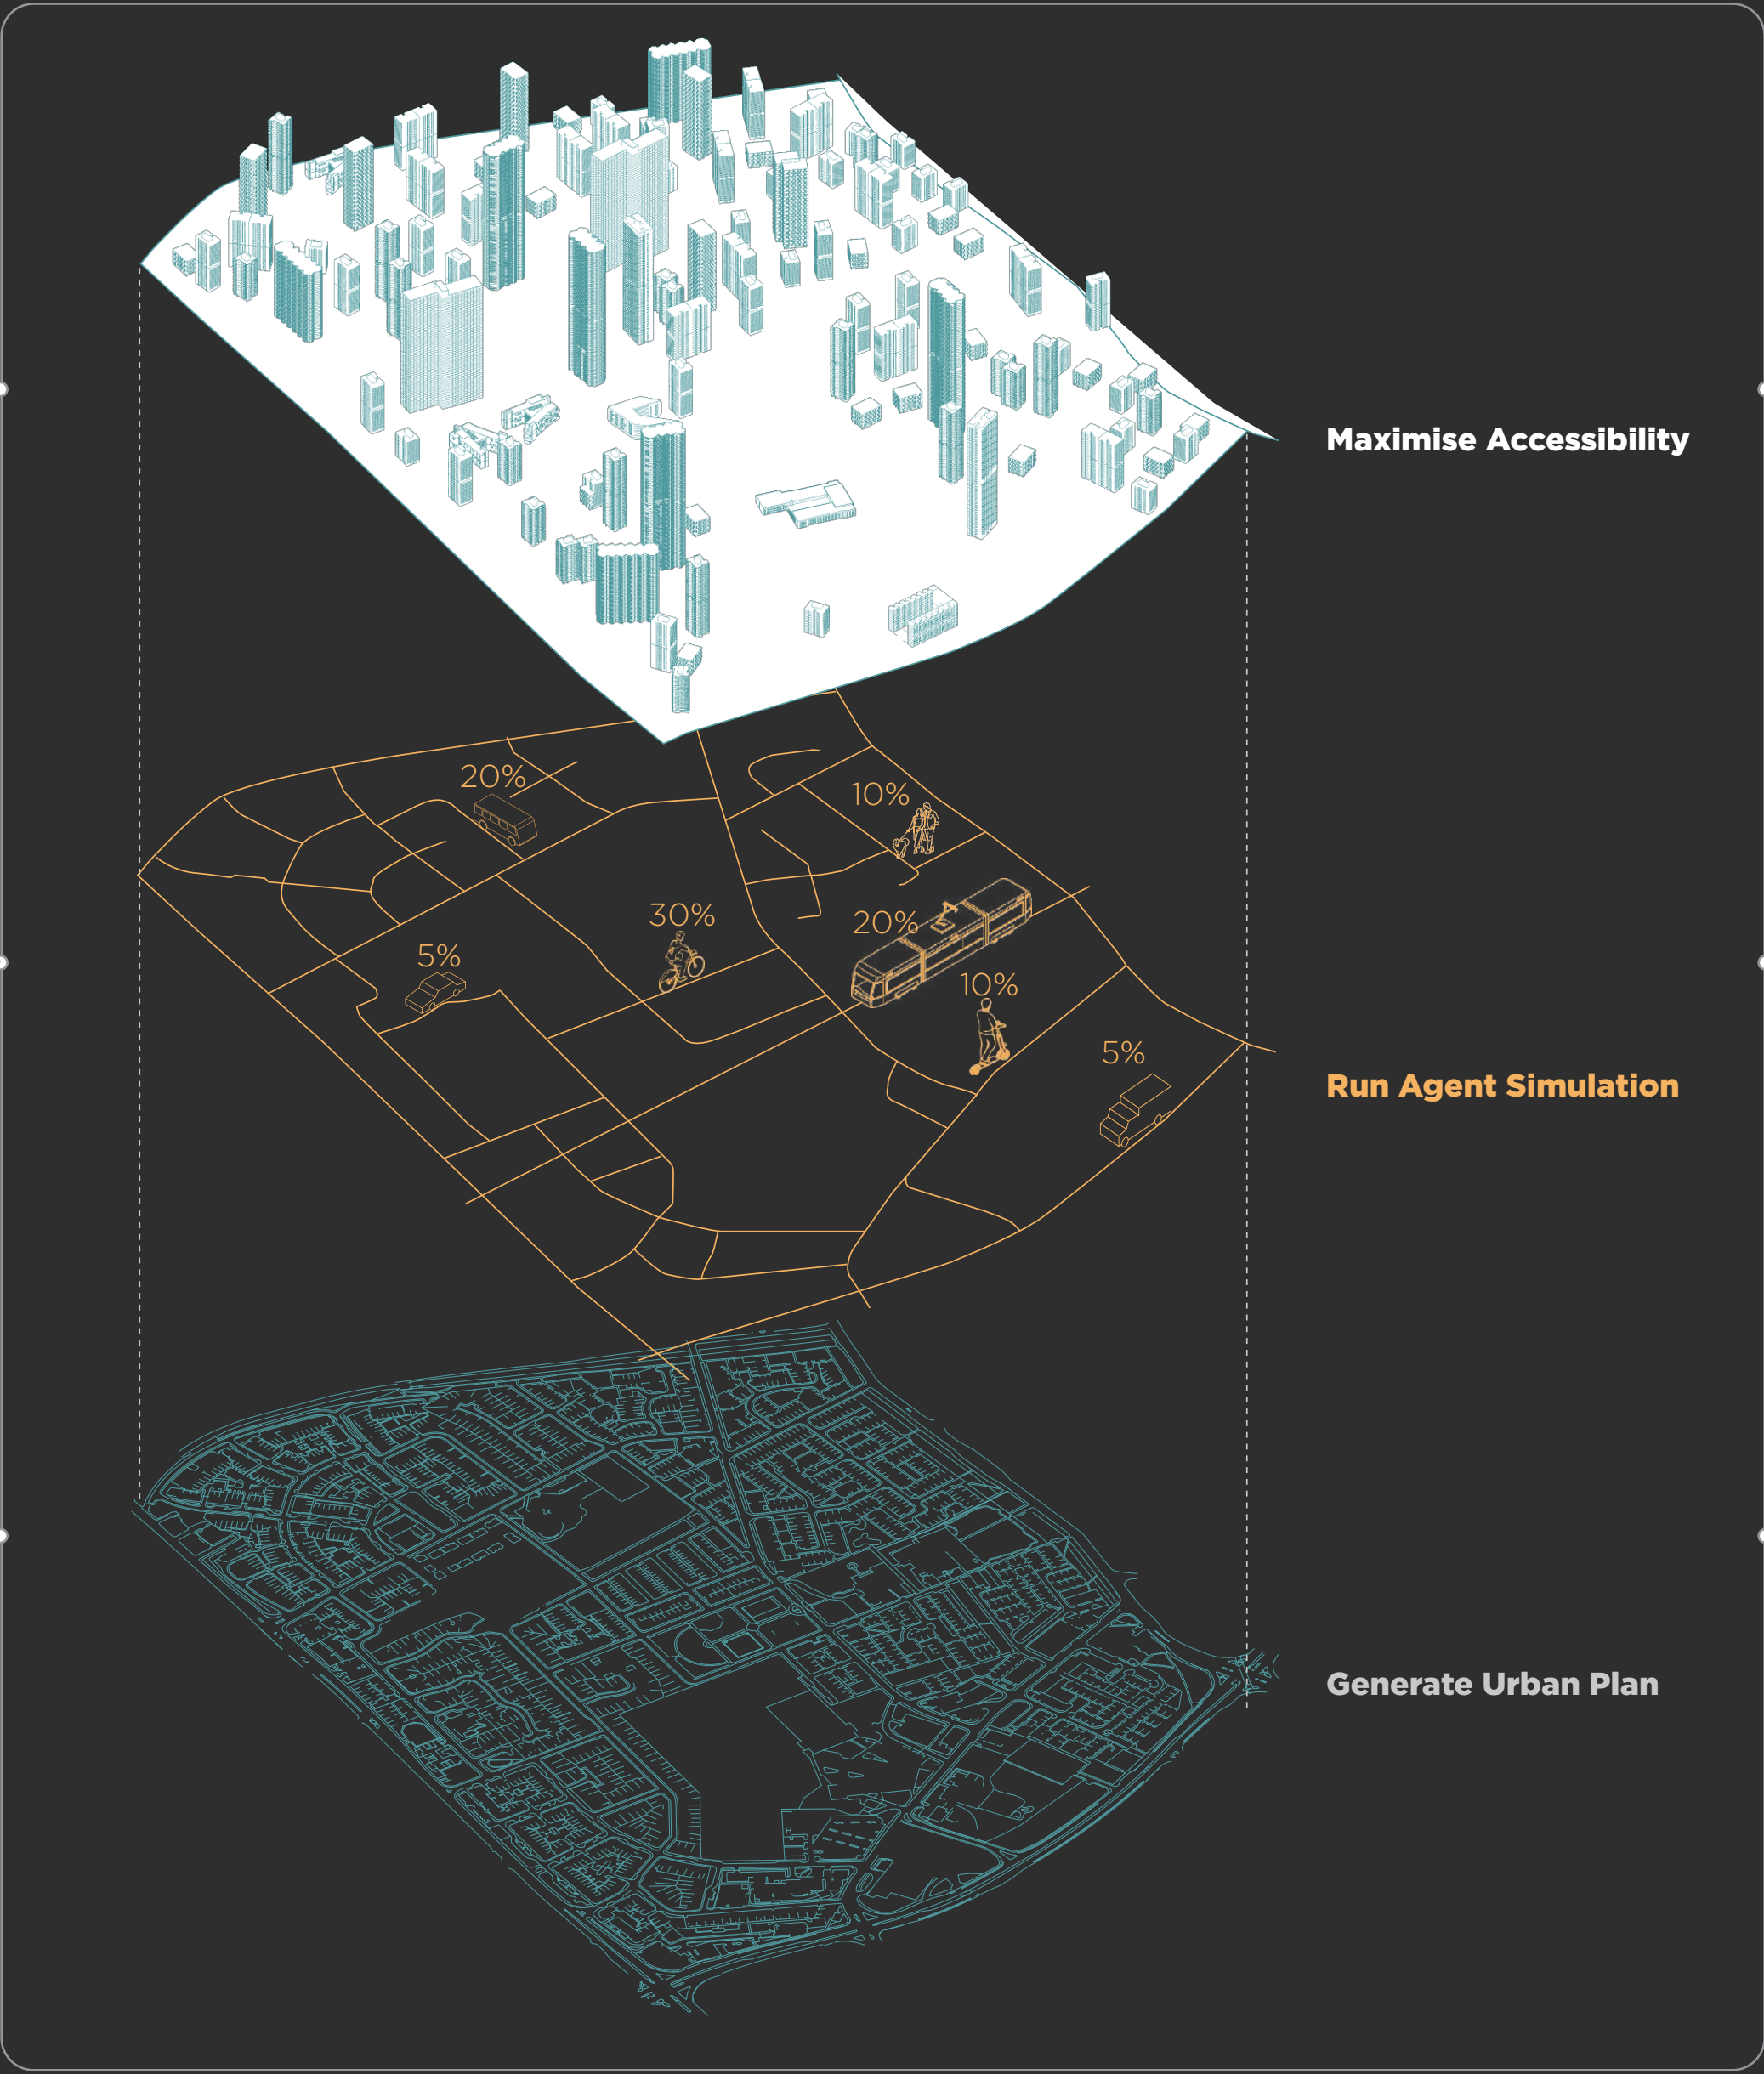 Maximise Accessibility
20%
10%
30%
20%
5%
10%
5%
Run Agent Simulation
Generate Urban Plan